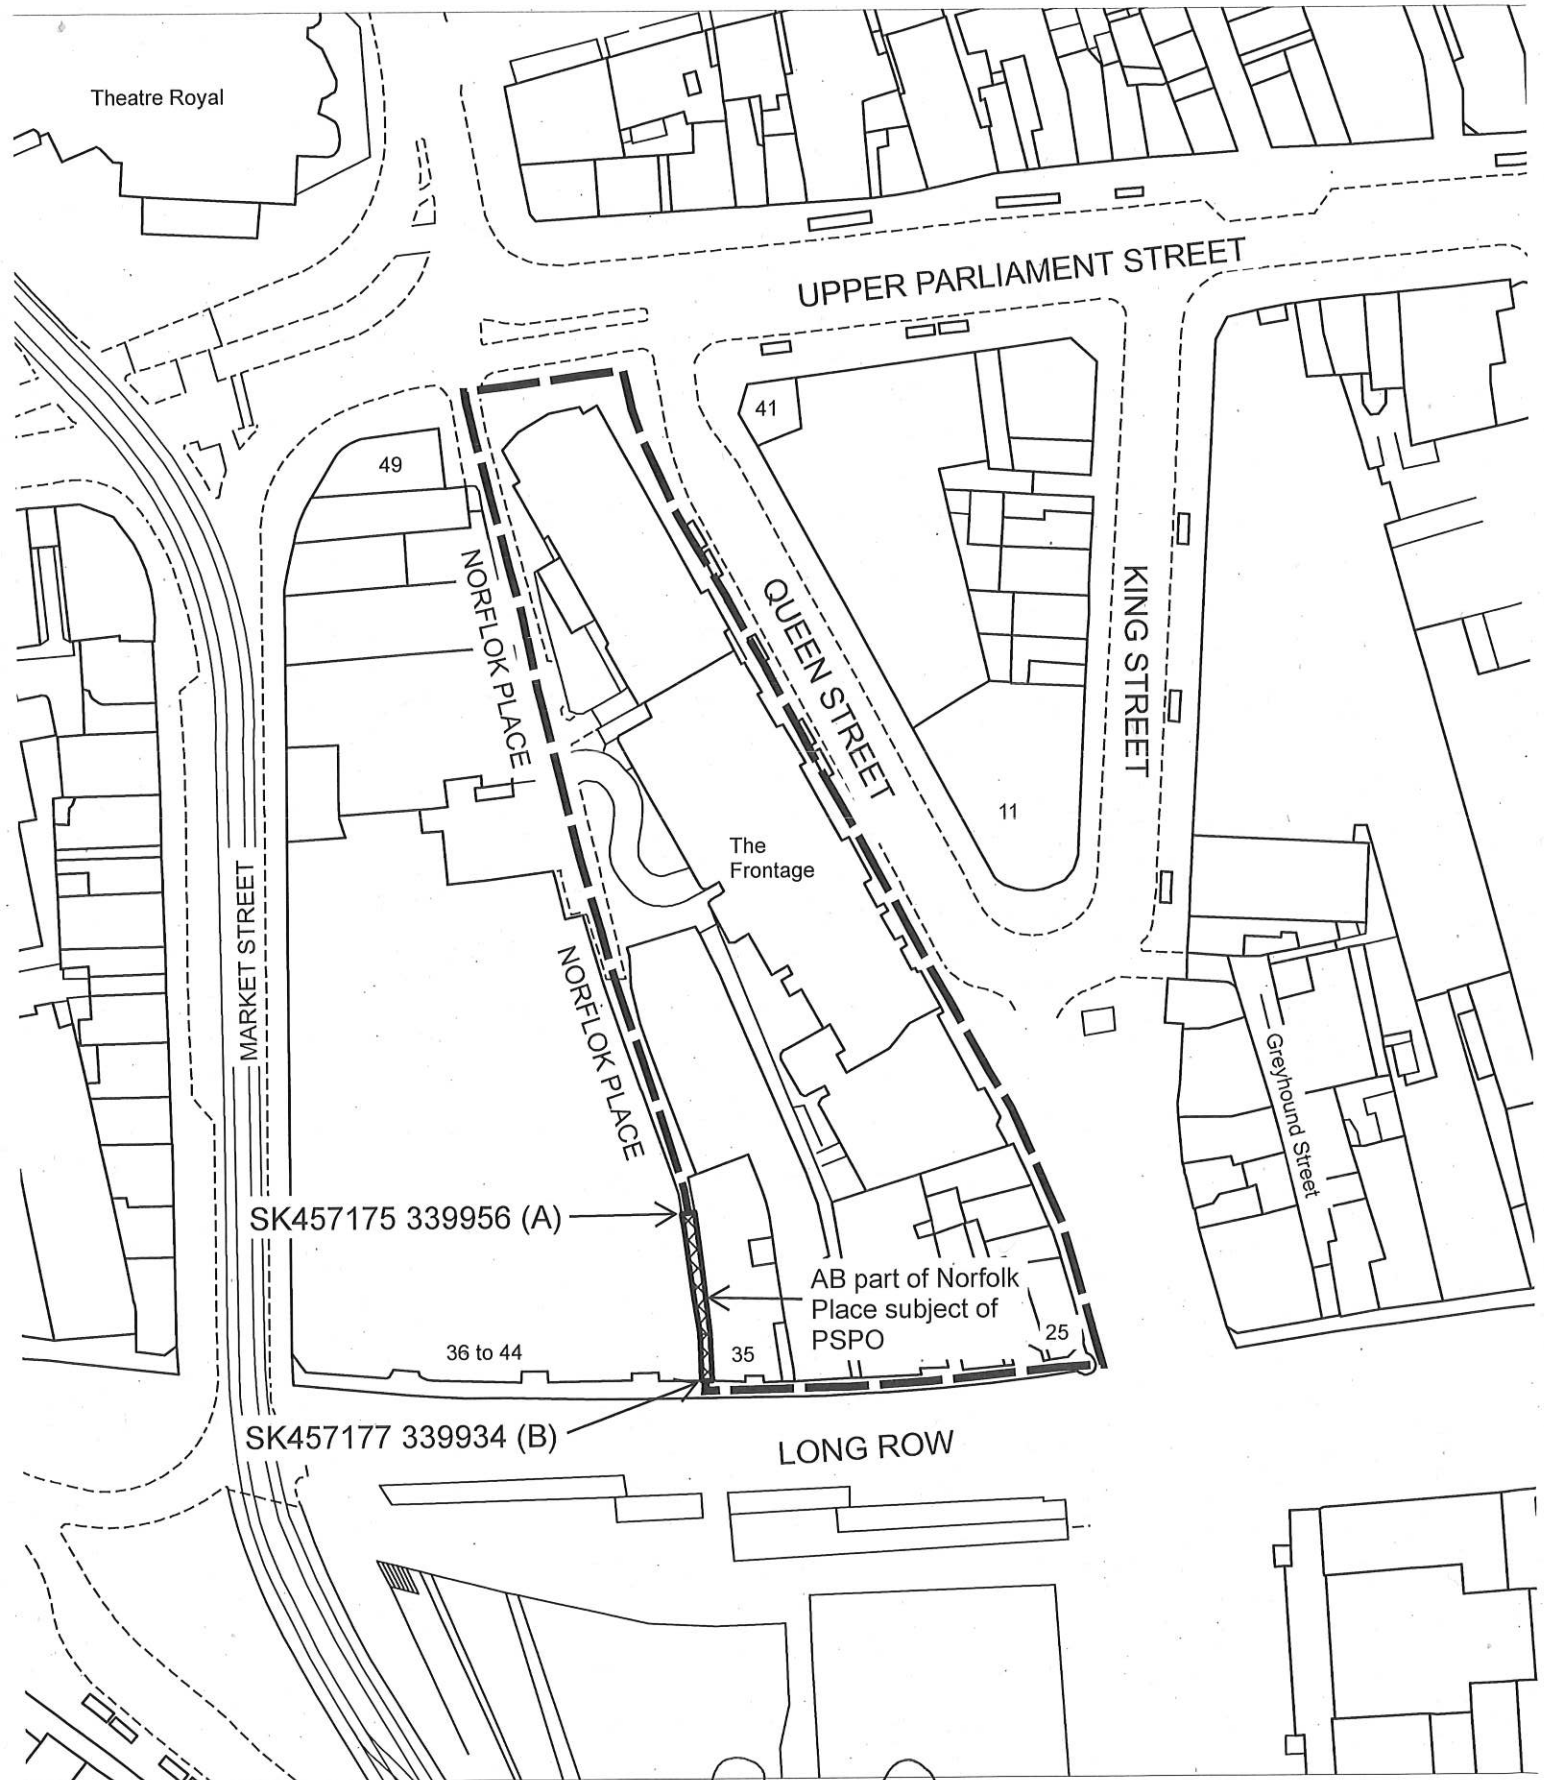 Theatre Royal
UPPER PARLIAMENT STREET
41
49
NORFLOK PLACE
QUEEN STREET
KING STREET
11
The
Frontage
MARKET STREET
NORFLOK PLACE
Greyhound Street
SK457175 339956 (A)
AB part of Norfolk
Place subject of
PSPO
25
36 to 44
35
SK457177 339934 (B)
LONG ROW